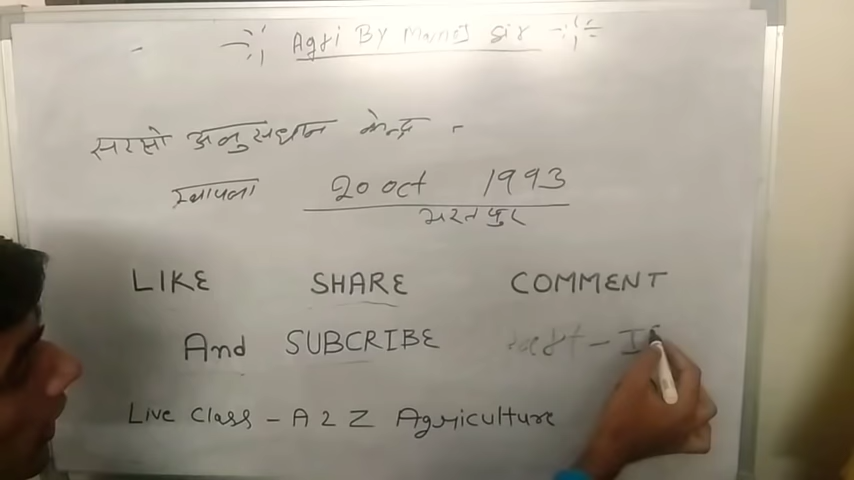 Agri By Manoj Sir
सरसो अनुसधान केन्द्र -
स्थापना 20 oct 1993
भरतपुर
LIKE SHARE COMMENT
And SUBCRIBE
Live Class - A 2 Z Agriculture